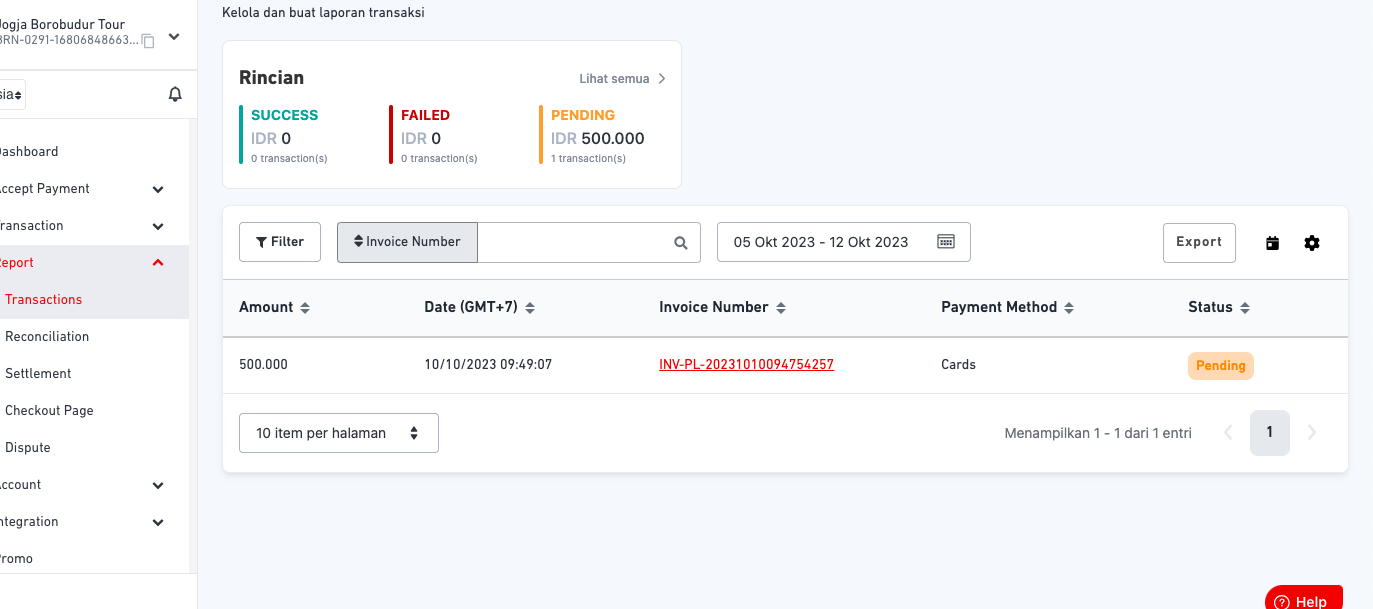 Kelola dan buat laporan transaksi
Jogja Borobudur Tour
BRN-0291-16806848663...
sia
Dashboard
Accept Payment
Transaction
Report
Transactions
Reconciliation
Settlement
Checkout Page
Dispute
Account
Integration
Promo
Rincian
Lihat semua
SUCCESS
IDR 0
0 transaction(s)
FAILED
IDR 0
0 transaction(s)
PENDING
IDR 500.000
1 transaction(s)
Filter
Invoice Number
05 Okt 2023 - 12 Okt 2023
Export
Amount Date (GMT+7) Invoice Number Payment Method Status
500.000 10/10/2023 09:49:07 INV-PL-20231010094754257 Cards Pending
10 item per halaman
Menampilkan 1 - 1 dari 1 entri
1
Help